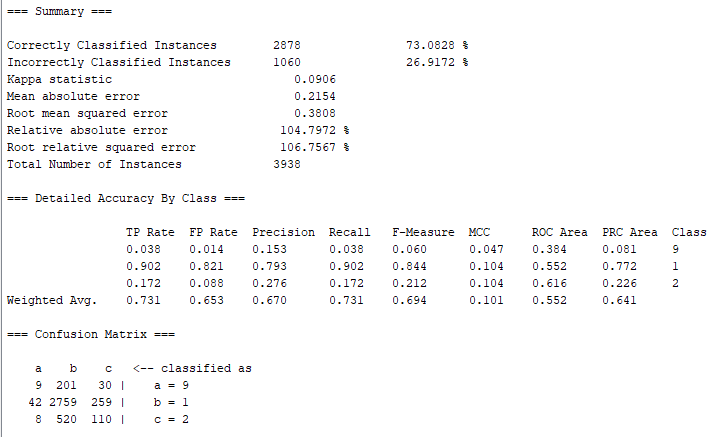 === Summary ===
Correctly Classified Instances 2878 73.0828 %
Incorrectly Classified Instances 1060 26.9172 %
Kappa statistic 0.0906
Mean absolute error 0.2154
Root mean squared error 0.3808
Relative absolute error 104.7972 %
Root relative squared error 106.7567 %
Total Number of Instances 3938
=== Detailed Accuracy By Class ===
TP Rate FP Rate Precision Recall F-Measure MCC ROC Area PRC Area Class
0.038 0.014 0.153 0.038 0.060 0.047 0.384 0.081 9
0.902 0.821 0.793 0.902 0.844 0.104 0.552 0.772 1
0.172 0.088 0.276 0.172 0.212 0.104 0.616 0.226 2
Weighted Avg. 0.731 0.653 0.670 0.731 0.694 0.101 0.552 0.641
=== Confusion Matrix ===
a b c <-- classified as
9 201 30 | a = 9
42 2759 259 | b = 1
8 520 110 | c = 2